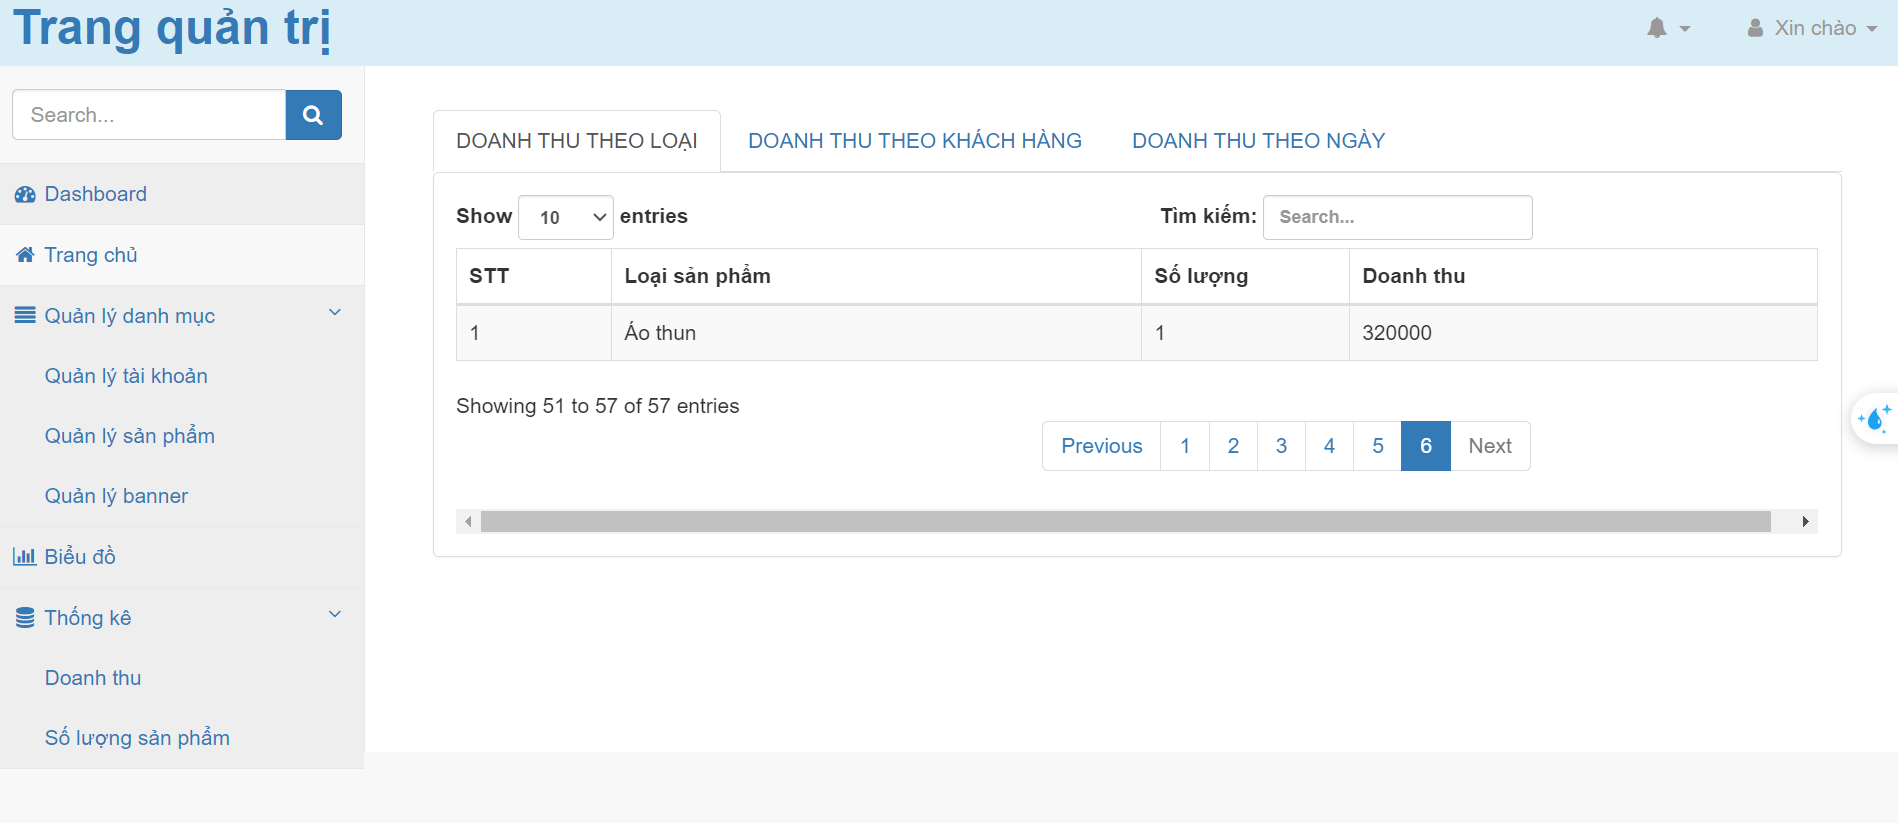 Trang quản trị
Xin chào
Search...
Dashboard
Trang chủ
Quản lý danh mục
Quản lý tài khoản
Quản lý sản phẩm
Quản lý banner
Biểu đồ
Thống kê
Doanh thu
Số lượng sản phẩm
DOANH THU THEO LOẠI DOANH THU THEO KHÁCH HÀNG DOANH THU THEO NGÀY
Show 10 entries Tìm kiếm: Search...
STT Loại sản phẩm Số lượng Doanh thu
1 Áo thun 1 320000
Showing 51 to 57 of 57 entries
Previous 1 2 3 4 5 6 Next